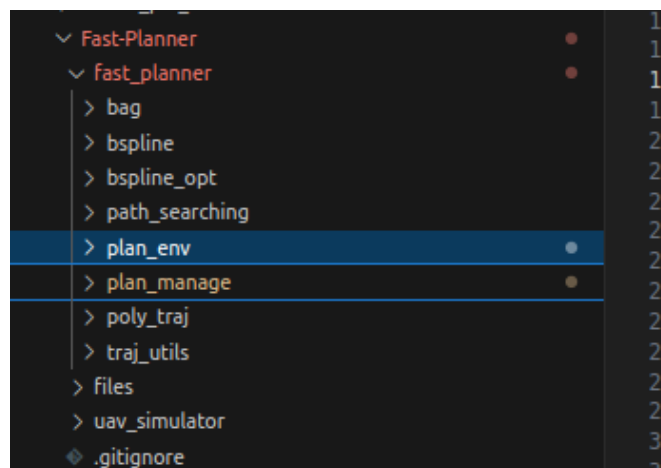 Fast-Planner
fast_planner
bag
bspline
bspline_opt
path_searching
plan_env
plan_manage
poly_traj
traj_utils
files
uav_simulator
.gitignore